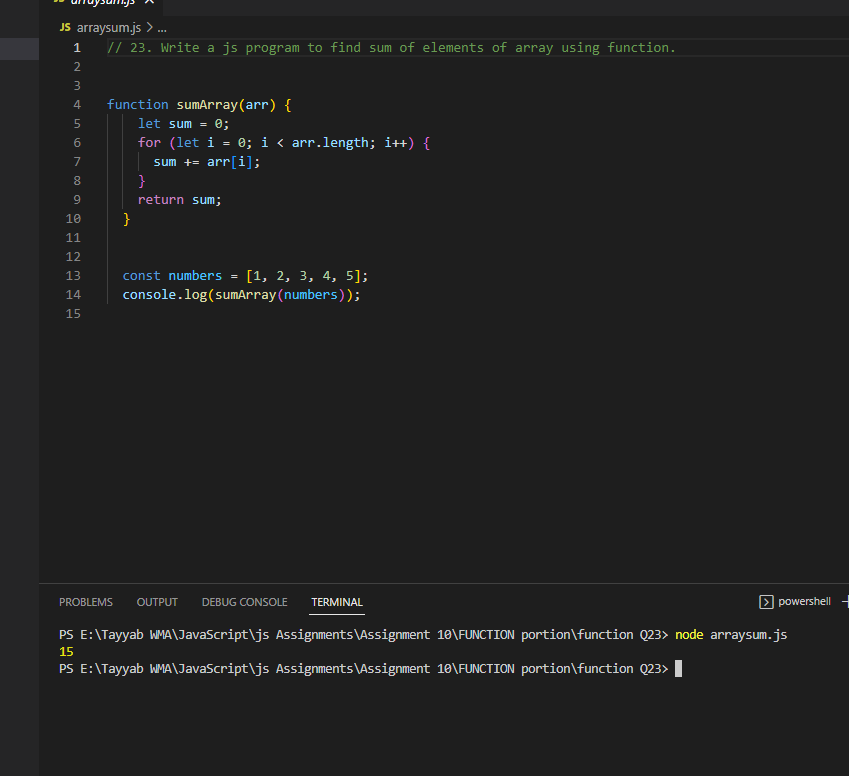 JS arraysum.js ×
JS arraysum.js > ...
1 // 23. Write a js program to find sum of elements of array using function.
2
3
4 function sumArray(arr) {
5 let sum = 0;
6 for (let i = 0; i < arr.length; i++) {
7 sum += arr[i];
8 }
9 return sum;
10 }
11
12
13 const numbers = [1, 2, 3, 4, 5];
14 console.log(sumArray(numbers));
15
PROBLEMS OUTPUT DEBUG CONSOLE TERMINAL powershell +
PS E:\Tayyab WMA\JavaScript\js Assignments\Assignment 10\FUNCTION portion\function Q23> node arraysum.js
15
PS E:\Tayyab WMA\JavaScript\js Assignments\Assignment 10\FUNCTION portion\function Q23>